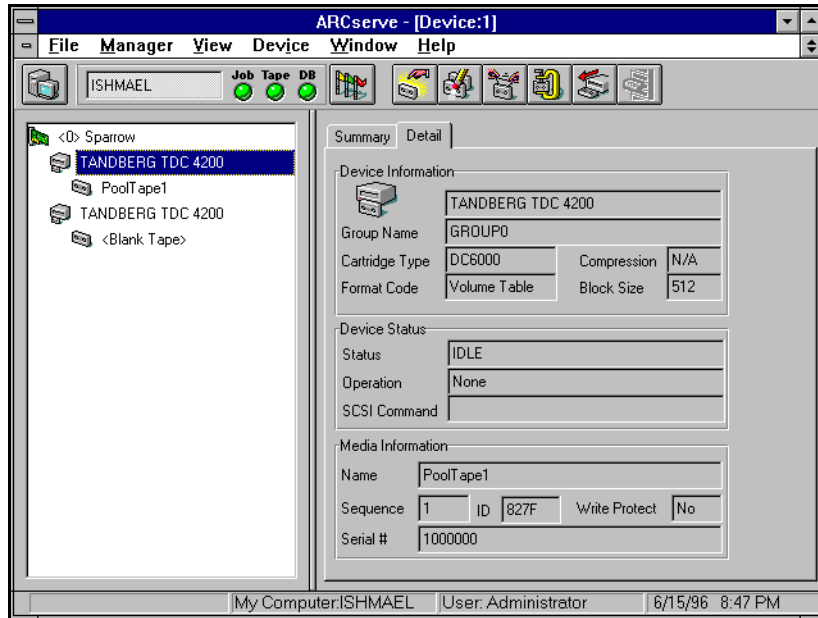 ARCserve - [Device:1]
File Manager View Device Window Help
ISHMAEL Job Tape DB
<0> Sparrow
TANDBERG TDC 4200
PoolTape1
TANDBERG TDC 4200
<Blank Tape>
Summary Detail
Device Information
TANDBERG TDC 4200
Group Name GROUP0
Cartridge Type DC6000 Compression N/A
Format Code Volume Table Block Size 512
Device Status
Status IDLE
Operation None
SCSI Command
Media Information
Name PoolTape1
Sequence 1 ID 827F Write Protect No
Serial # 1000000
My Computer:ISHMAEL User: Administrator 6/15/96 8:47 PM